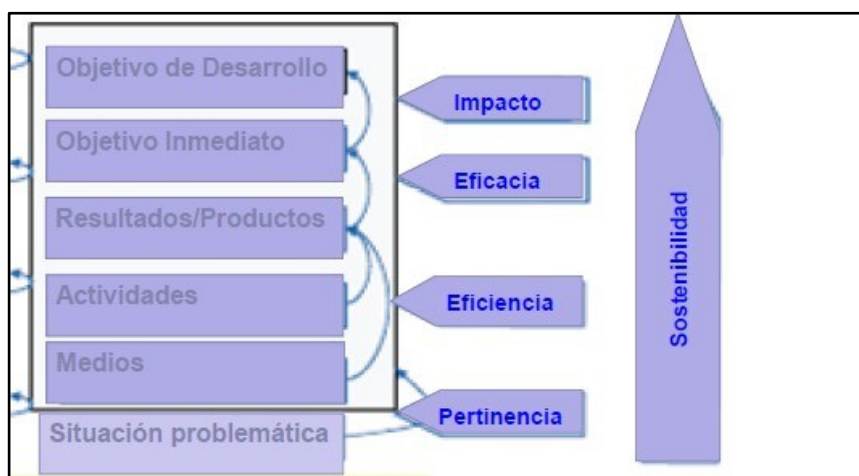 Objetivo de Desarrollo
Impacto
Objetivo Inmediato
Eficacia
Resultados/Productos
Actividades
Eficiencia
Medios
Pertinencia
Situación problemática
Sostenibilidad